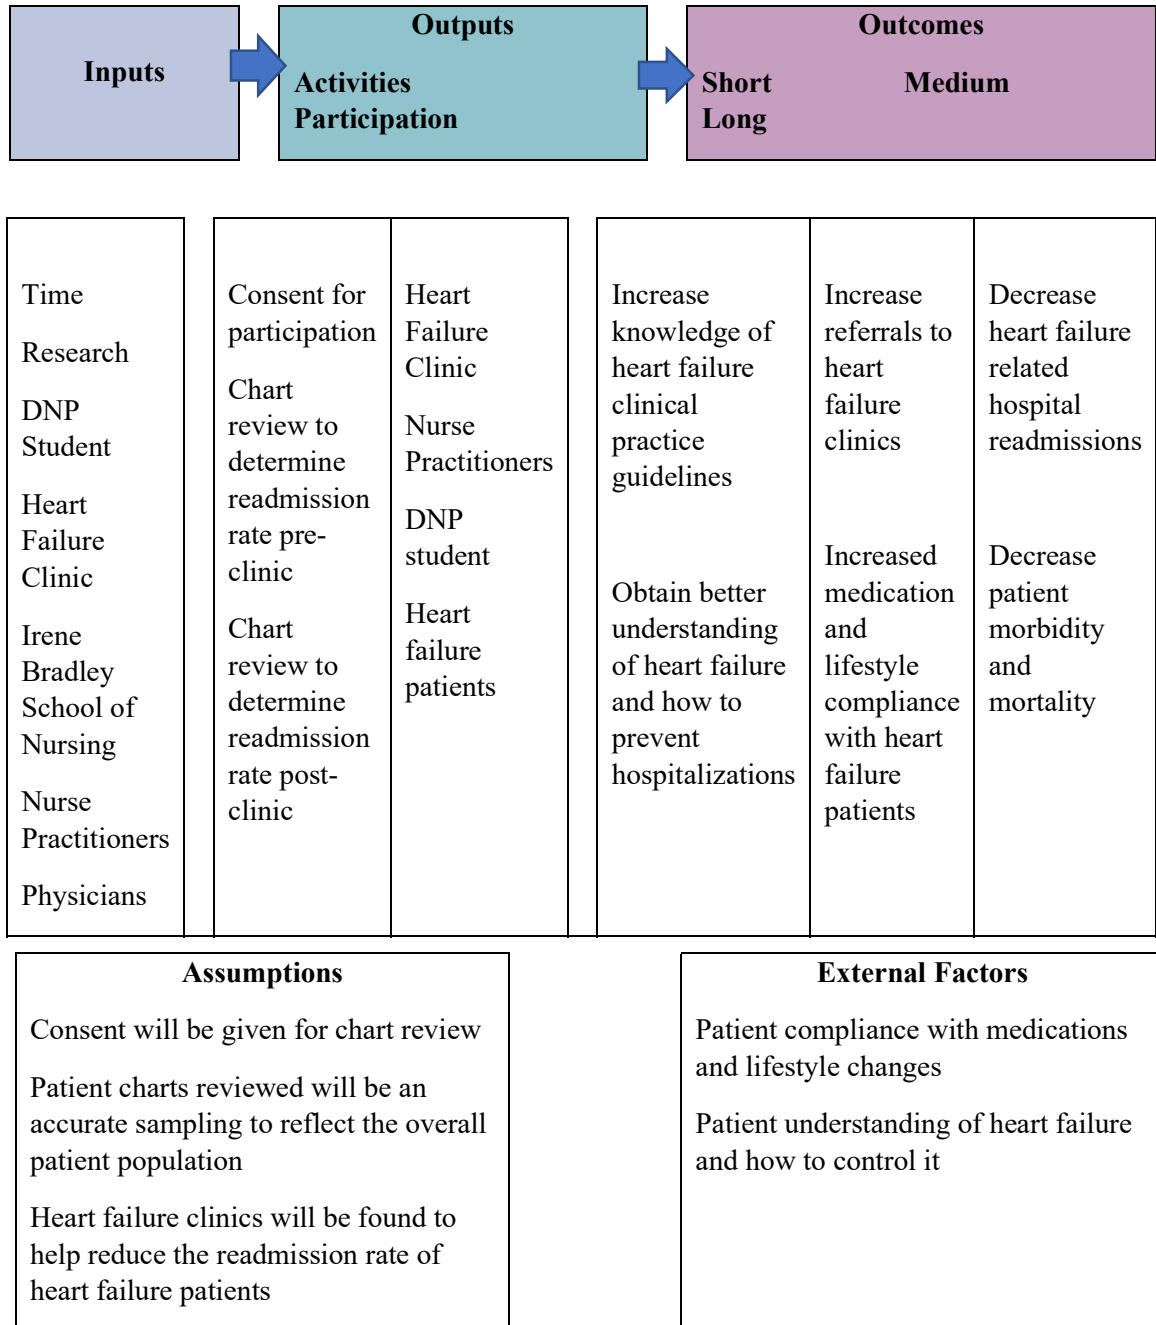 Inputs
Outputs
Activities
Participation
Outcomes
Short Medium
Long
Time
Research
DNP
Student
Heart
Failure
Clinic
Irene
Bradley
School of
Nursing
Nurse
Practitioners
Physicians
Consent for
participation
Chart
review to
determine
readmission
rate pre-
clinic
Chart
review to
determine
readmission
rate post-
clinic
Heart
Failure
Clinic
Nurse
Practitioners
DNP
student
Heart
failure
patients
Increase
knowledge of
heart failure
clinical
practice
guidelines
Obtain better
understanding
of heart failure
and how to
prevent
hospitalizations
Increase
referrals to
heart
failure
clinics
Increased
medication
and
lifestyle
compliance
with heart
failure
patients
Decrease
heart failure
related
hospital
readmissions
Decrease
patient
morbidity
and
mortality
Assumptions
Consent will be given for chart review
Patient charts reviewed will be an
accurate sampling to reflect the overall
patient population
Heart failure clinics will be found to
help reduce the readmission rate of
heart failure patients
External Factors
Patient compliance with medications
and lifestyle changes
Patient understanding of heart failure
and how to control it